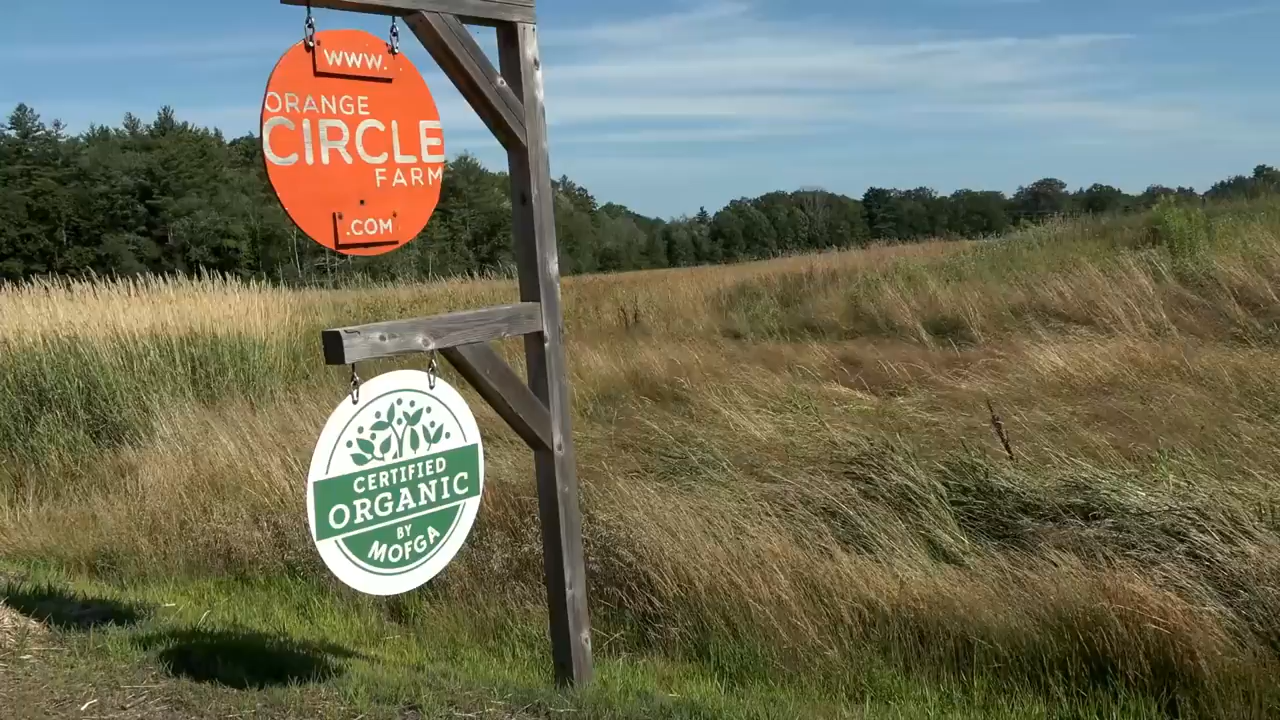 WWW.
ORANGE
CIRCLE
FARM
.COM
CERTIFIED
ORGANIC
BY
MOFGA